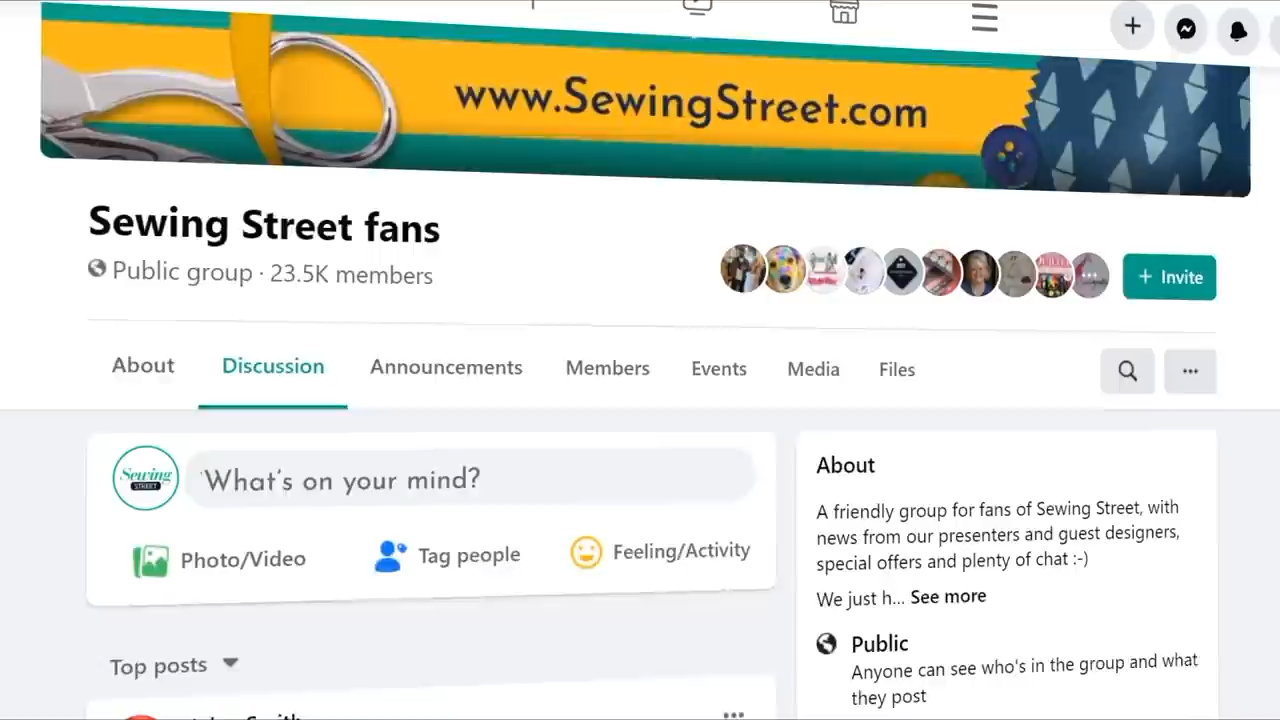 www.SewingStreet.com
Sewing Street fans
Public group · 23.5K members
+ Invite
About
Discussion
Announcements
Members
Events
Media
Files
Sewing
STREET
What's on your mind?
Photo/Video
Tag people
Feeling/Activity
Top posts
About
A friendly group for fans of Sewing Street, with
news from our presenters and guest designers,
special offers and plenty of chat :-)
We just h... See more
Public
Anyone can see who's in the group and what
they post